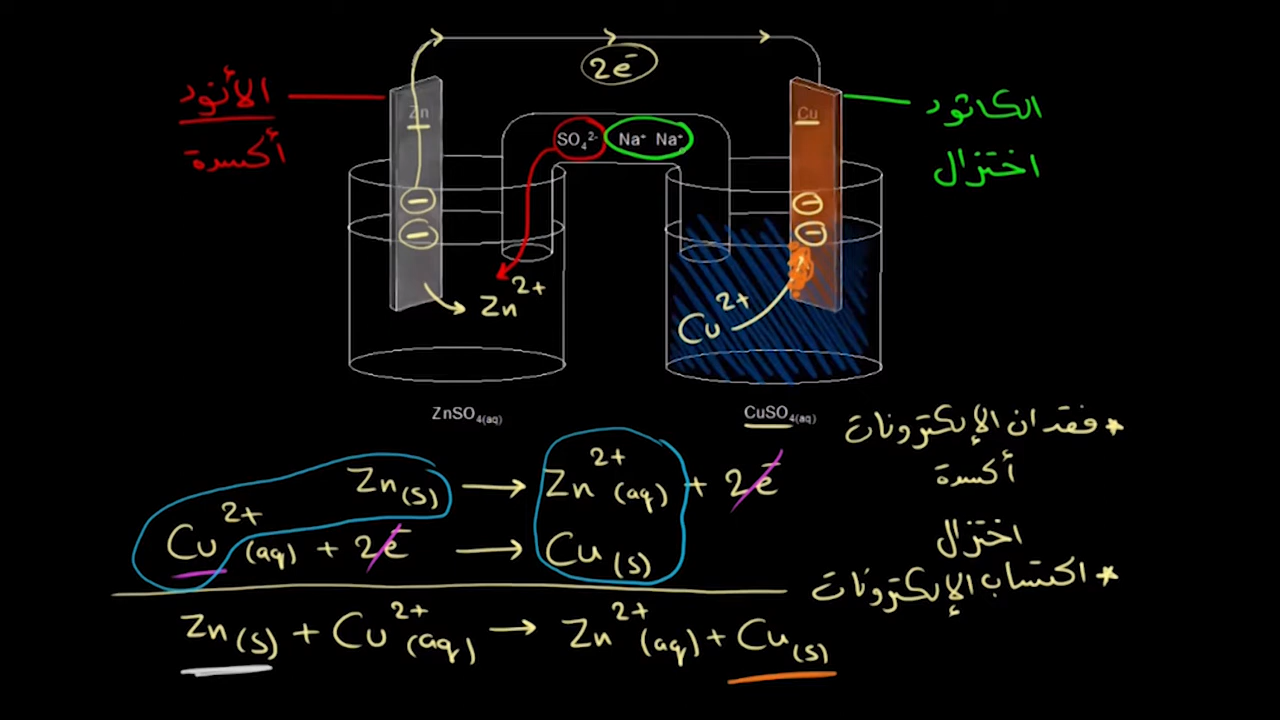 2e⁻
الأنود
أكسدة
Zn
SO₄²⁻ Na⁺ Na⁺
Cu
الكاثود
اختزال
Zn²⁺
Cu²⁺
ZnSO₄(aq)
CuSO₄(aq)
* فقدان الإلكترونات
أكسدة
Zn(s) → Zn²⁺(aq) + 2e⁻
Cu²⁺(aq) + 2e⁻ → Cu(s)
اختزال
* اكتساب الإلكترونات
Zn(s) + Cu²⁺(aq) → Zn²⁺(aq) + Cu(s)